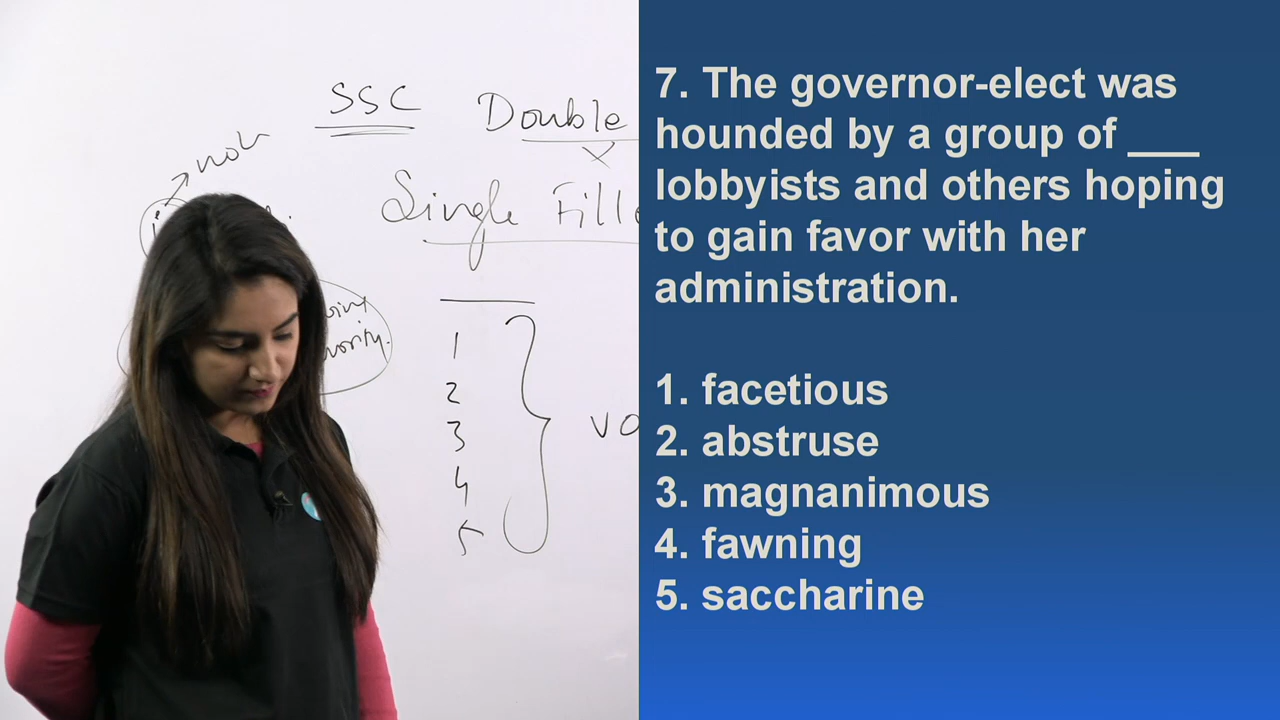 SSC Double
X
now
Single Fille
1
2
3
4
5
7. The governor-elect was
hounded by a group of ___
lobbyists and others hoping
to gain favor with her
administration.
1. facetious
2. abstruse
3. magnanimous
4. fawning
5. saccharine